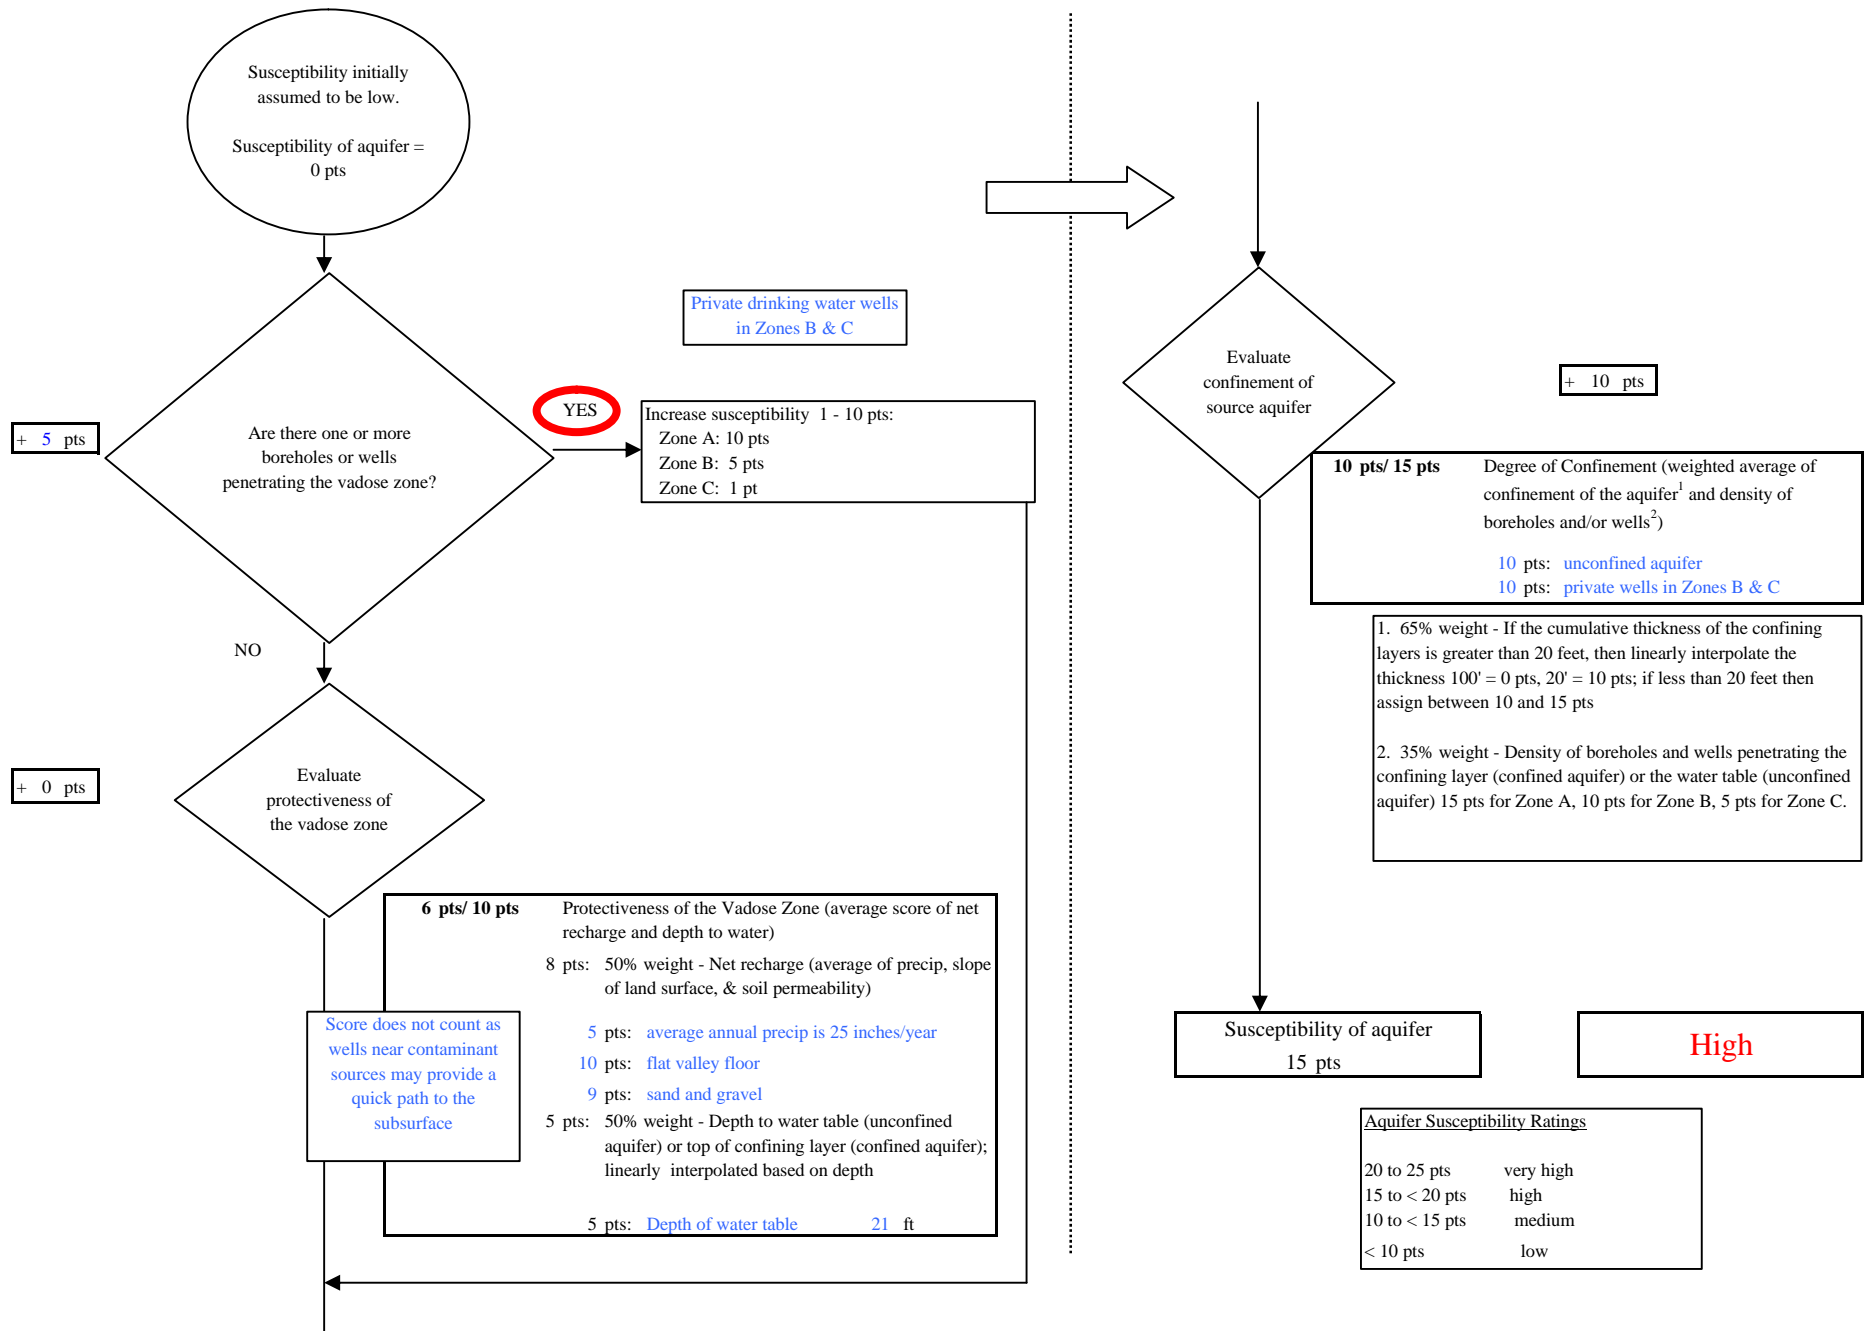 Susceptibility initially
assumed to be low.
Susceptibility of aquifer =
0 pts
Private drinking water wells
in Zones B & C
YES
+ 5 pts
Are there one or more
boreholes or wells
penetrating the vadose zone?
Increase susceptibility 1 - 10 pts:
Zone A: 10 pts
Zone B: 5 pts
Zone C: 1 pt
NO
+ 0 pts
Evaluate
protectiveness of
the vadose zone
6 pts/ 10 pts Protectiveness of the Vadose Zone (average score of net
recharge and depth to water)
8 pts: 50% weight - Net recharge (average of precip, slope
of land surface, & soil permeability)
5 pts: average annual precip is 25 inches/year
10 pts: flat valley floor
9 pts: sand and gravel
5 pts: 50% weight - Depth to water table (unconfined
aquifer) or top of confining layer (confined aquifer);
linearly interpolated based on depth
5 pts: Depth of water table 21 ft
Score does not count as
wells near contaminant
sources may provide a
quick path to the
subsurface
Evaluate
confinement of
source aquifer
+ 10 pts
10 pts/ 15 pts Degree of Confinement (weighted average of
confinement of the aquifer1 and density of
boreholes and/or wells2)
10 pts: unconfined aquifer
10 pts: private wells in Zones B & C
1. 65% weight - If the cumulative thickness of the confining
layers is greater than 20 feet, then linearly interpolate the
thickness 100' = 0 pts, 20' = 10 pts; if less than 20 feet then
assign between 10 and 15 pts
2. 35% weight - Density of boreholes and wells penetrating the
confining layer (confined aquifer) or the water table (unconfined
aquifer) 15 pts for Zone A, 10 pts for Zone B, 5 pts for Zone C.
Susceptibility of aquifer
15 pts
High
Aquifer Susceptibility Ratings
20 to 25 pts very high
15 to < 20 pts high
10 to < 15 pts medium
< 10 pts low